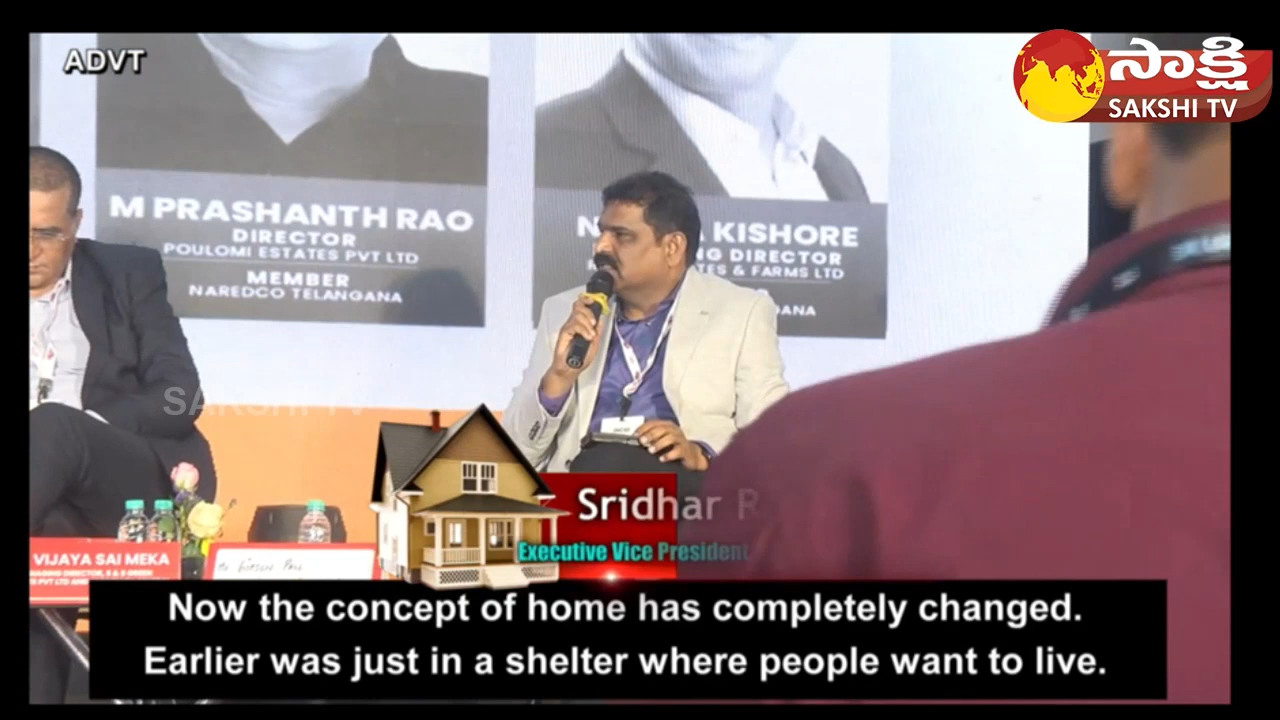 ADVT
సాక్షి
SAKSHI TV
M PRASHANTH RAO
DIRECTOR
POULOMI ESTATES PVT LTD
MEMBER
NAREDCO TELANGANA
KISHORE
DIRECTOR
& FARMS LTD
SAKSHI TV
Sridhar R
Executive Vice President
VIJAYA SAI MEKA
Now the concept of home has completely changed.
Earlier was just in a shelter where people want to live.